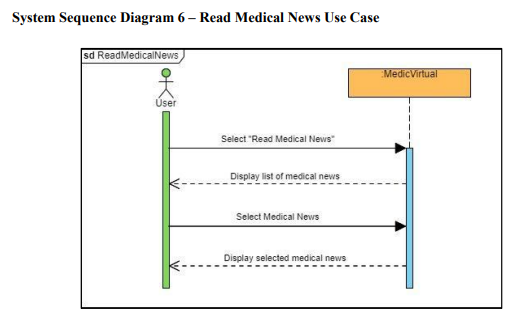 System Sequence Diagram 6 – Read Medical News Use Case
sd ReadMedicalNews
:MedicVirtual
User
Select "Read Medical News"
Display list of medical news
Select Medical News
Display selected medical news